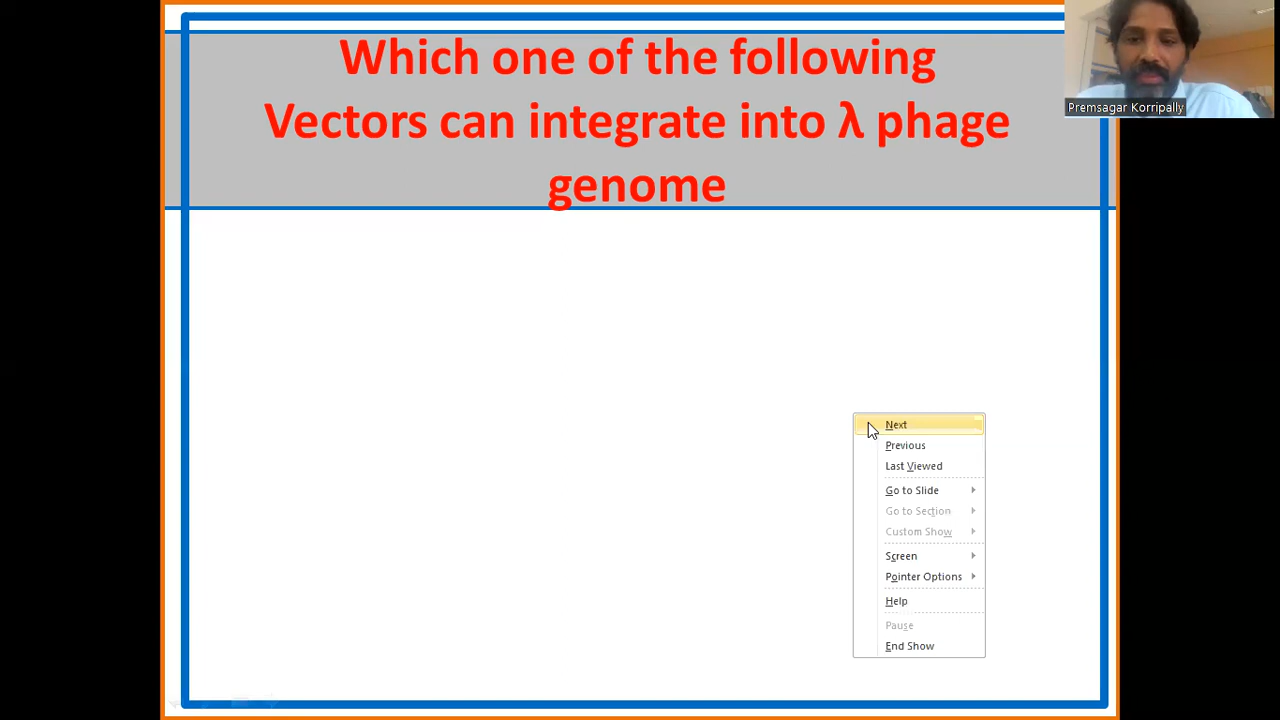 Which one of the following
Vectors can integrate into λ phage
genome
Premsagar Korripally
Next
Previous
Last Viewed
Go to Slide
Go to Section
Custom Show
Screen
Pointer Options
Help
Pause
End Show